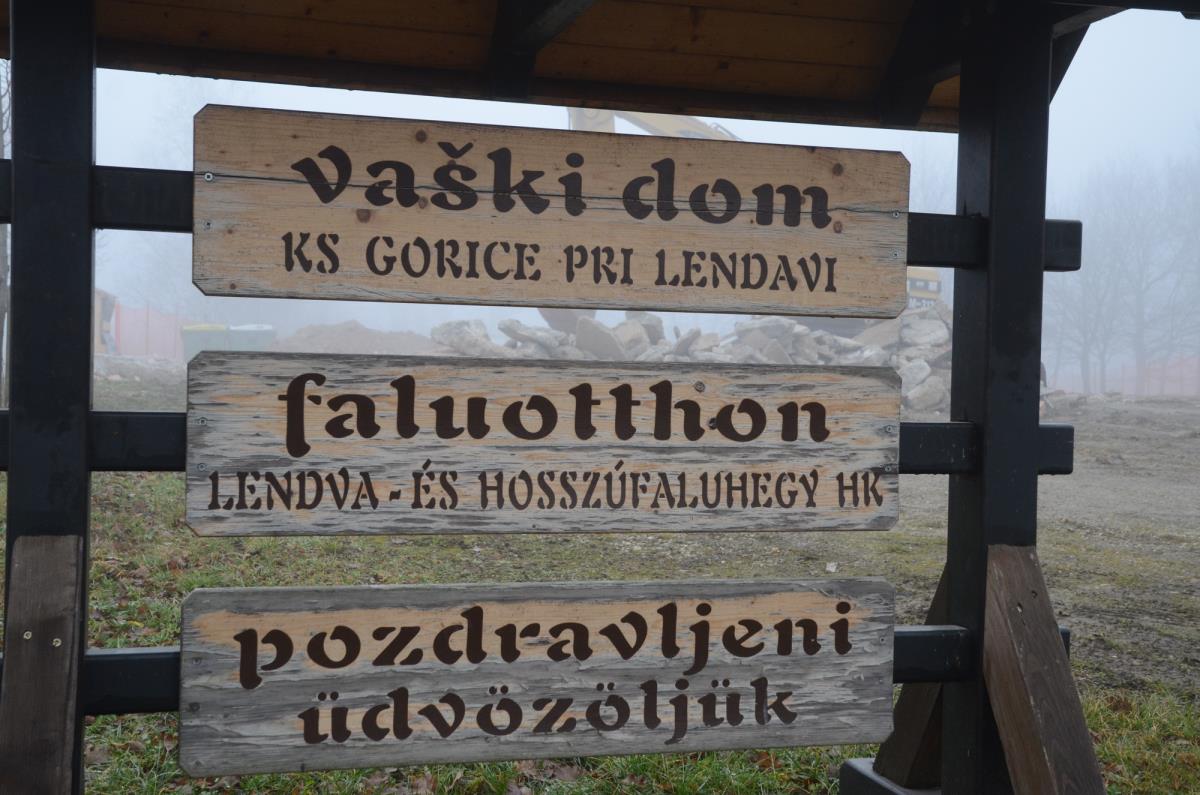 vaški dom
KS GORICE PRI LENDAVI
faluotthon
LENDVA - ÉS HOSSZÚFALUHEGY HK
pozdravljeni
üdvözöljük